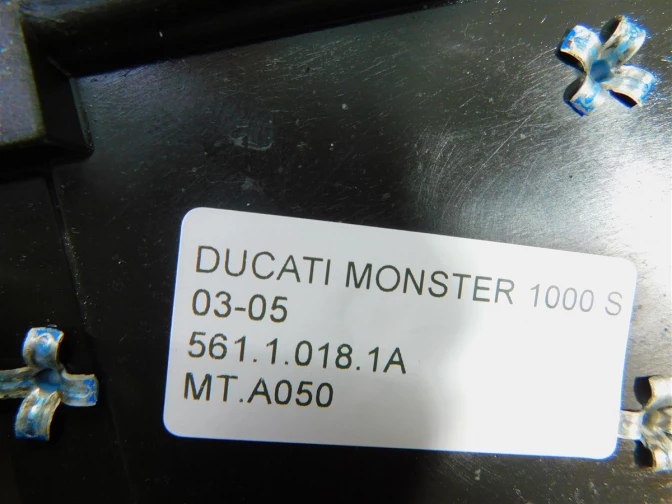 DUCATI MONSTER 1000 S
03-05
561.1.018.1A
MT.A050